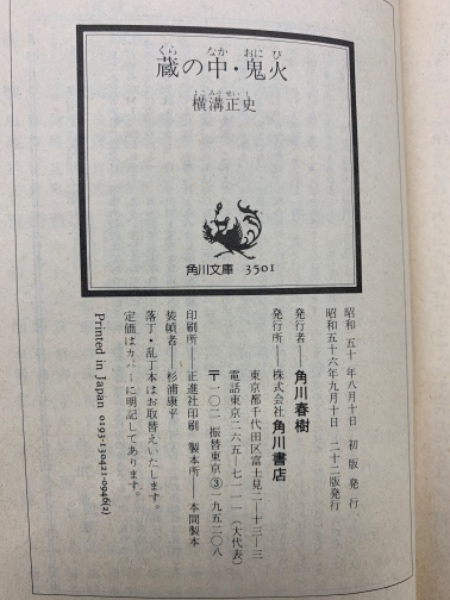 くら なか おに び
蔵の中・鬼火
よこ みぞ せい し
横溝正史
角川文庫 3501
昭和五十年八月十日 初版発行
昭和五十六年九月十日 二十二版発行
発行者――角川春樹
発行所――株式会社角川書店
東京都千代田区富士見二―十三―三
電話東京二六五―七一一一(大代表)
〒一〇二 振替東京③一九五二〇八
印刷所――正進社印刷 製本所――本間製本
装幀者――杉浦康平
落丁・乱丁本はお取替えいたします。
定価はカバーに明記してあります。
Printed in Japan 0193-130421-0946(2)